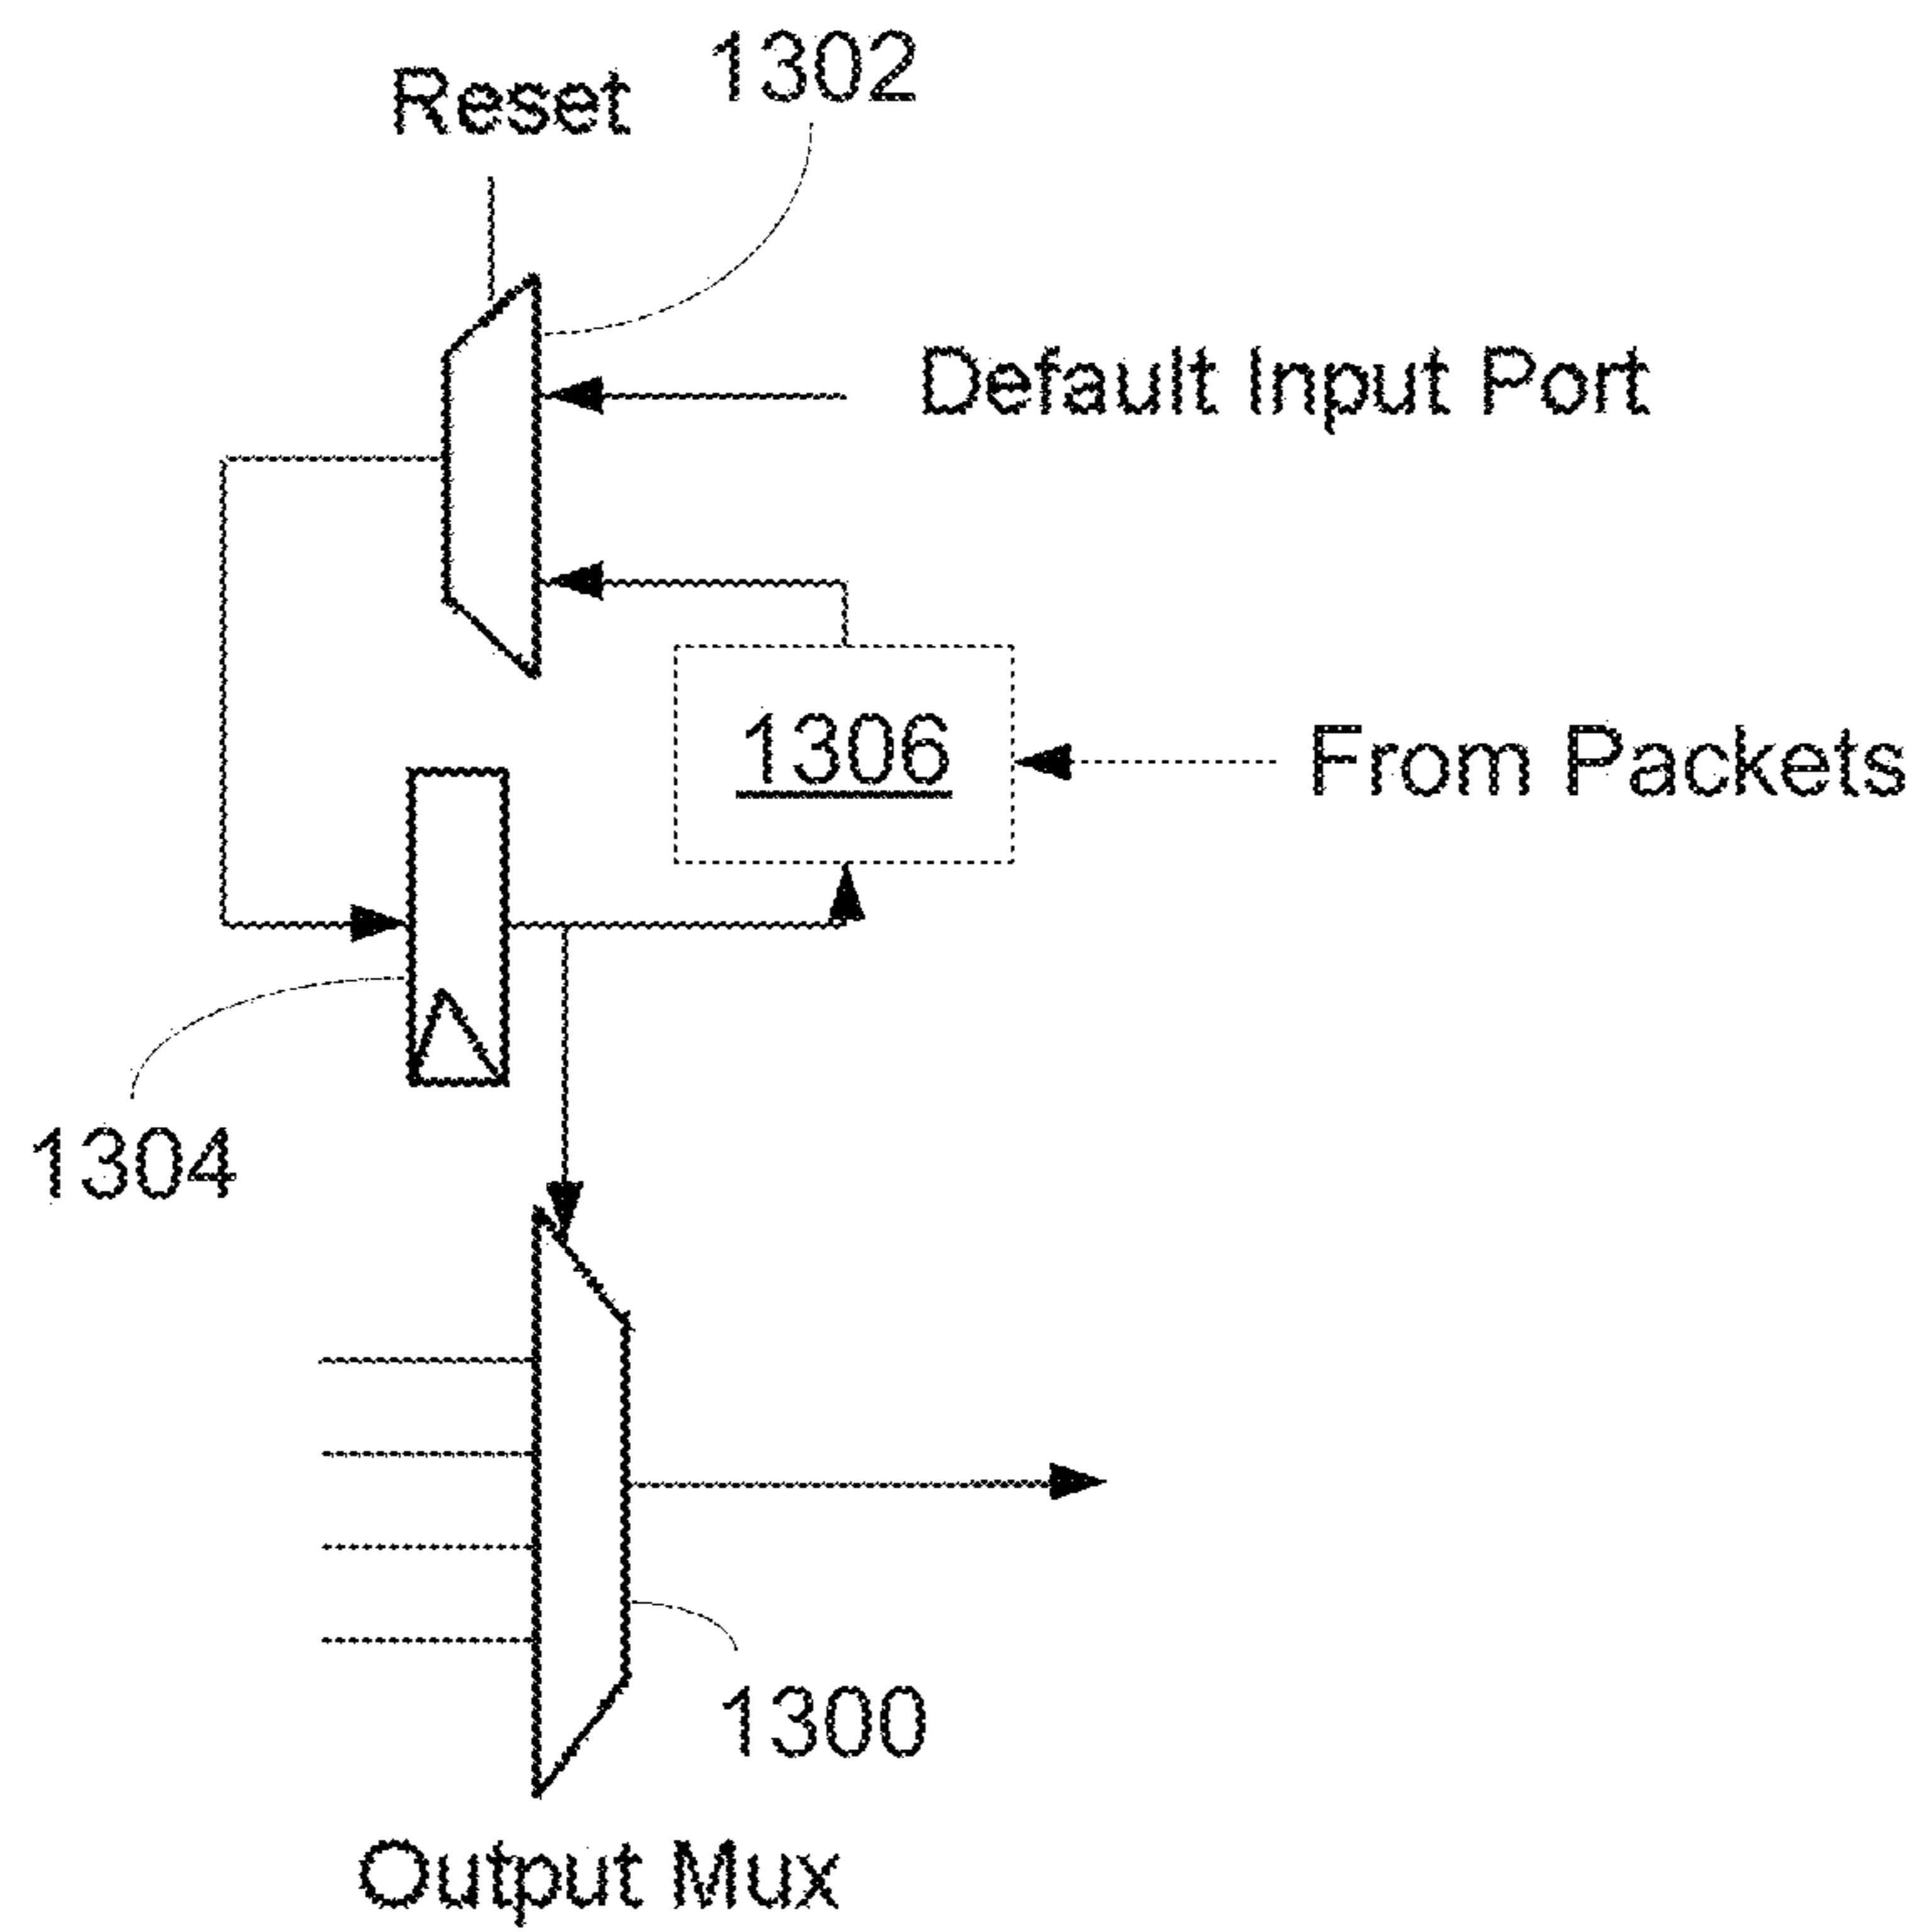 Reset
1302
Default Input Port
1306
From Packets
1304
1300
Output Mux